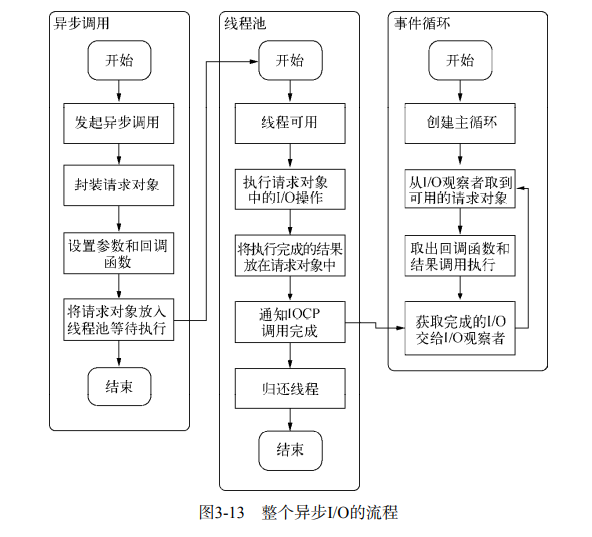 异步调用
开始
发起异步调用
封装请求对象
设置参数和回调
函数
将请求对象放入
线程池等待执行
结束
线程池
开始
线程可用
执行请求对象
中的I/O操作
将执行完成的结果
放在请求对象中
通知IOCP
调用完成
归还线程
结束
事件循环
开始
创建主循环
从I/O观察者取到
可用的请求对象
取出回调函数和
结果调用执行
获取完成的I/O
交给I/O观察者
图3-13 整个异步I/O的流程